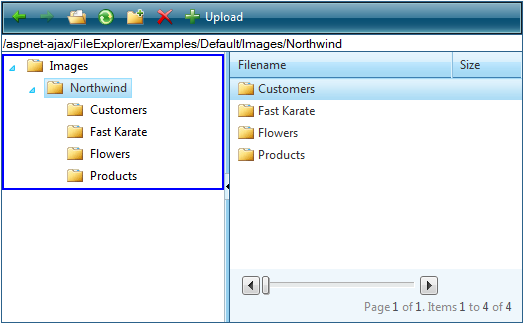 Upload
/aspnet-ajax/FileExplorer/Examples/Default/Images/Northwind
Images
Northwind
Customers
Fast Karate
Flowers
Products
Filename Size
Customers
Fast Karate
Flowers
Products
Page 1 of 1. Items 1 to 4 of 4